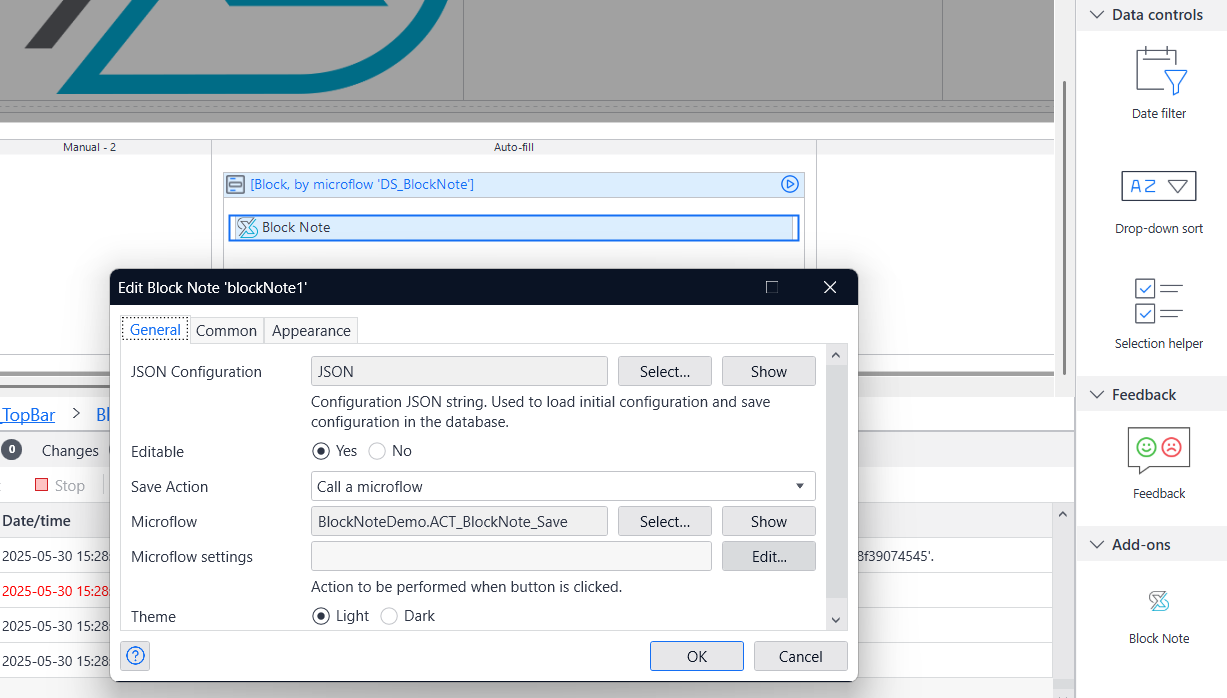 Data controls
Date filter
Manual - 2
Auto-fill
[Block, by microflow 'DS_BlockNote']
AZ
Block Note
Drop-down sort
Edit Block Note 'blockNote1'
General
Common
Appearance
Selection helper
JSON Configuration
JSON
Select...
Show
Configuration JSON string. Used to load initial configuration and save
configuration in the database.
_TopBar > Bl
Feedback
0
Changes
Editable
Yes
No
Stop
Save Action
Call a microflow
Feedback
Date/time
Microflow
BlockNoteDemo.ACT_BlockNote_Save
Select...
Show
2025-05-30 15:28:
Microflow settings
Edit...
8f39074545'.
Add-ons
2025-05-30 15:28:
Action to be performed when button is clicked.
2025-05-30 15:28:
Theme
Light
Dark
Block Note
2025-05-30 15:28:
?
OK
Cancel